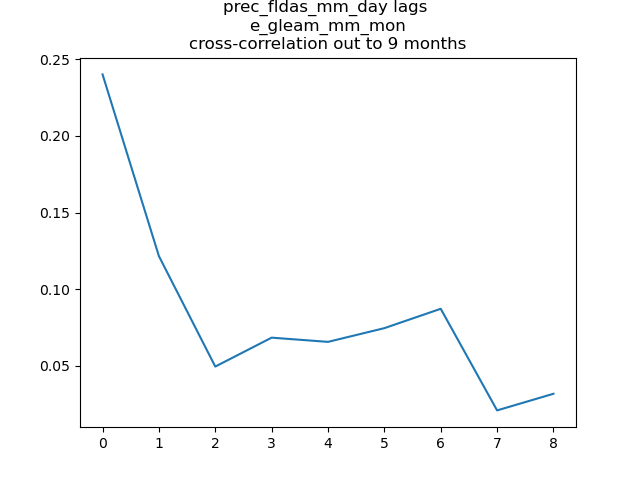 prec_fldas_mm_day lags
e_gleam_mm_mon
cross-correlation out to 9 months
0.25
0.20
0.15
0.10
0.05
0 1 2 3 4 5 6 7 8